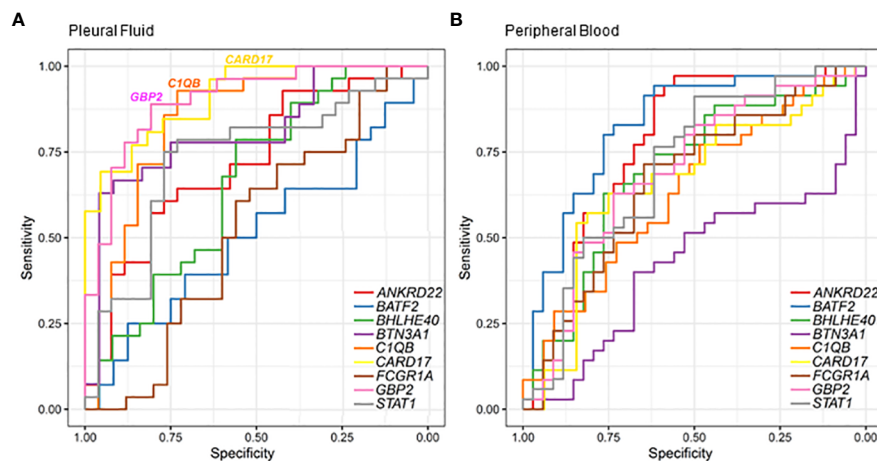 A
Pleural Fluid
CARD17
C1QB
GBP2
1.00
0.75
0.50
0.25
0.00
Sensitivity
ANKRD22
BATF2
BHLHE40
BTN3A1
C1QB
CARD17
FCGR1A
GBP2
STAT1
1.00
0.75
0.50
0.25
0.00
Specificity
B
Peripheral Blood
1.00
0.75
0.50
0.25
0.00
Sensitivity
ANKRD22
BATF2
BHLHE40
BTN3A1
C1QB
CARD17
FCGR1A
GBP2
STAT1
1.00
0.75
0.50
0.25
0.00
Specificity